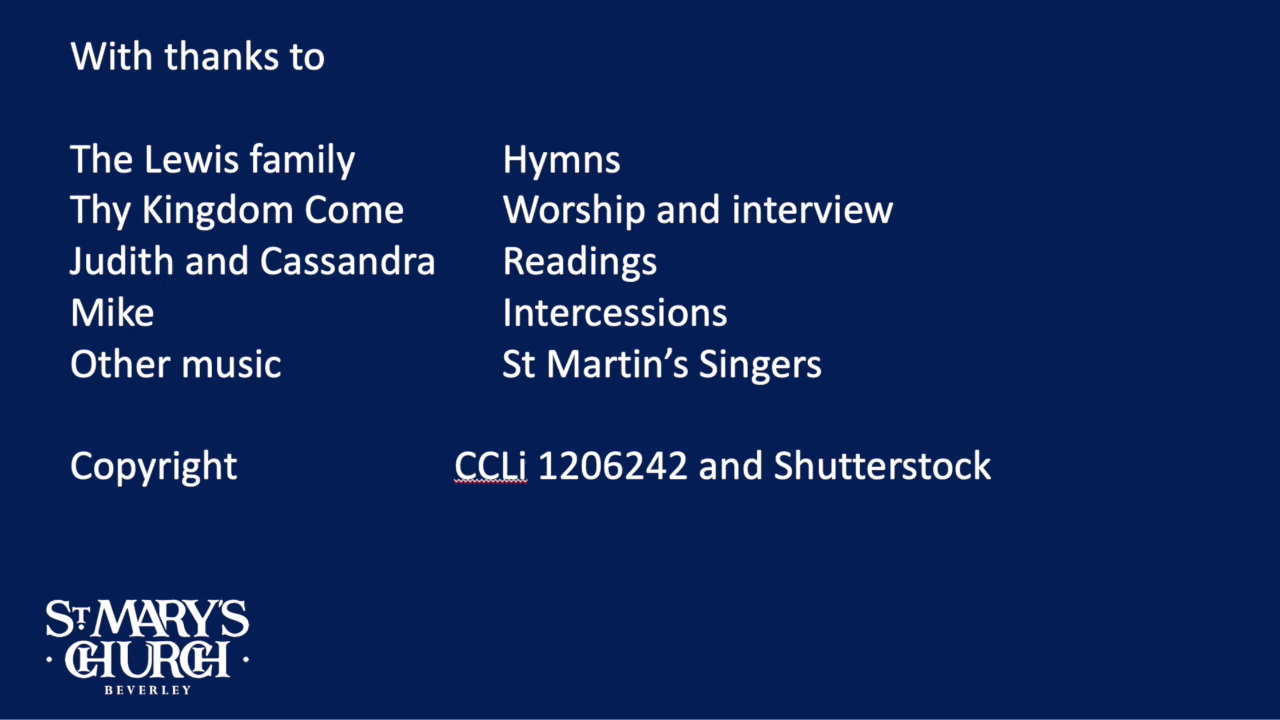 With thanks to
The Lewis family Hymns
Thy Kingdom Come Worship and interview
Judith and Cassandra Readings
Mike Intercessions
Other music St Martin’s Singers
Copyright CCLi 1206242 and Shutterstock
ST MARY'S
· CHURCH ·
BEVERLEY